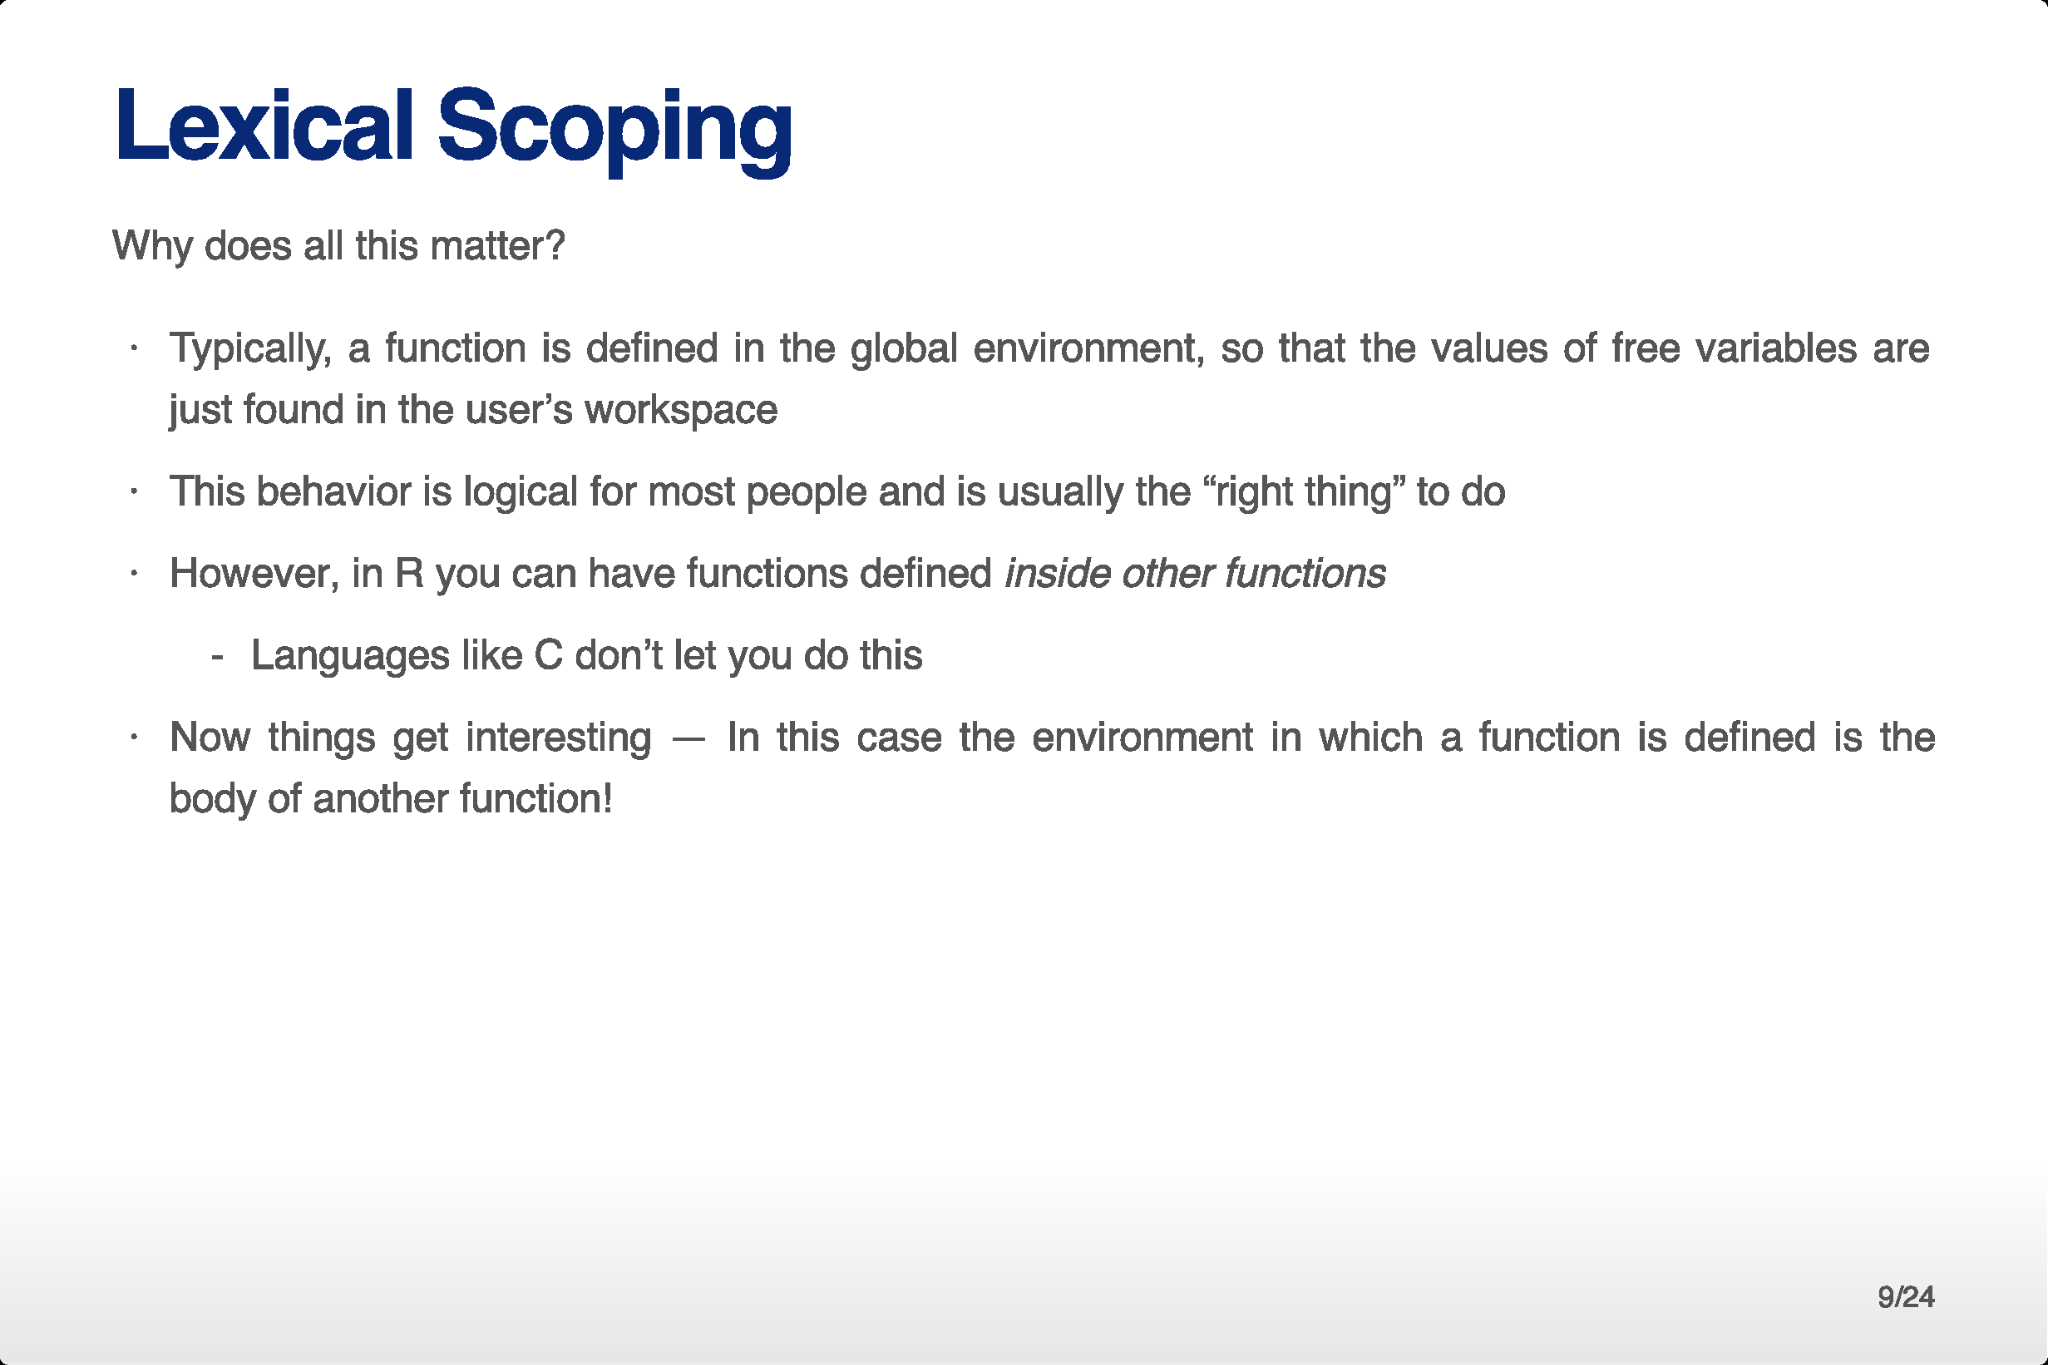 Lexical Scoping
Why does all this matter?
· Typically, a function is defined in the global environment, so that the values of free variables are
just found in the user’s workspace
· This behavior is logical for most people and is usually the “right thing” to do
· However, in R you can have functions defined inside other functions
- Languages like C don’t let you do this
· Now things get interesting — In this case the environment in which a function is defined is the
body of another function!
9/24